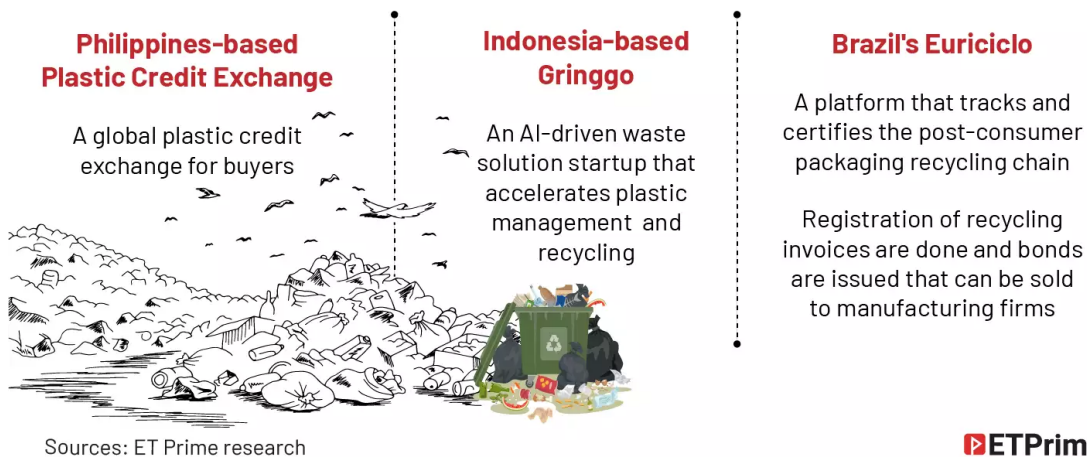 Philippines-based
Plastic Credit Exchange
A global plastic credit
exchange for buyers
Indonesia-based
Gringgo
An AI-driven waste
solution startup that
accelerates plastic
management and
recycling
Brazil's Euriciclo
A platform that tracks and
certifies the post-consumer
packaging recycling chain
Registration of recycling
invoices are done and bonds
are issued that can be sold
to manufacturing firms
Sources: ET Prime research
ETPrim